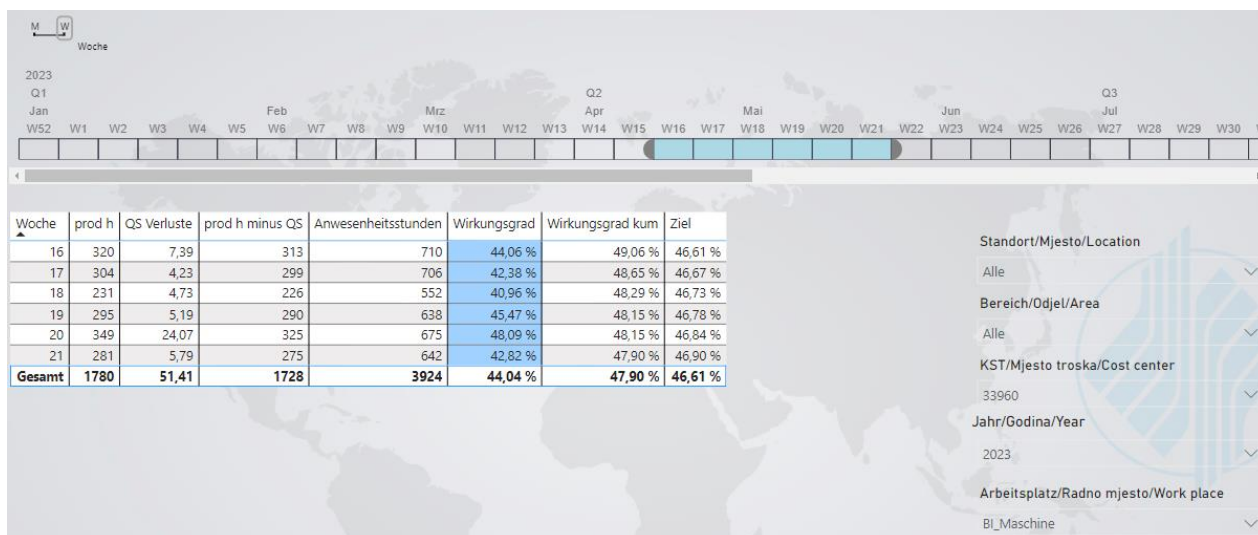 M W
Woche
2023
Q1 Q2 Q3
Jan Feb Mrz Apr Mai Jun Jul
W52 W1 W2 W3 W4 W5 W6 W7 W8 W9 W10 W11 W12 W13 W14 W15 W16 W17 W18 W19 W20 W21 W22 W23 W24 W25 W26 W27 W28 W29 W30
Woche prod h QS Verluste prod h minus QS Anwesenheitsstunden Wirkungsgrad Wirkungsgrad kum Ziel
16 320 7,39 313 710 44,06 % 49,06 % 46,61 %
17 304 4,23 299 706 42,38 % 48,65 % 46,67 %
18 231 4,73 226 552 40,96 % 48,29 % 46,73 %
19 295 5,19 290 638 45,47 % 48,15 % 46,78 %
20 349 24,07 325 675 48,09 % 48,15 % 46,84 %
21 281 5,79 275 642 42,82 % 47,90 % 46,90 %
Gesamt 1780 51,41 1728 3924 44,04 % 47,90 % 46,61 %
Standort/Mjesto/Location
Alle
Bereich/Odjel/Area
Alle
KST/Mjesto troska/Cost center
33960
Jahr/Godina/Year
2023
Arbeitsplatz/Radno mjesto/Work place
BI_Maschine